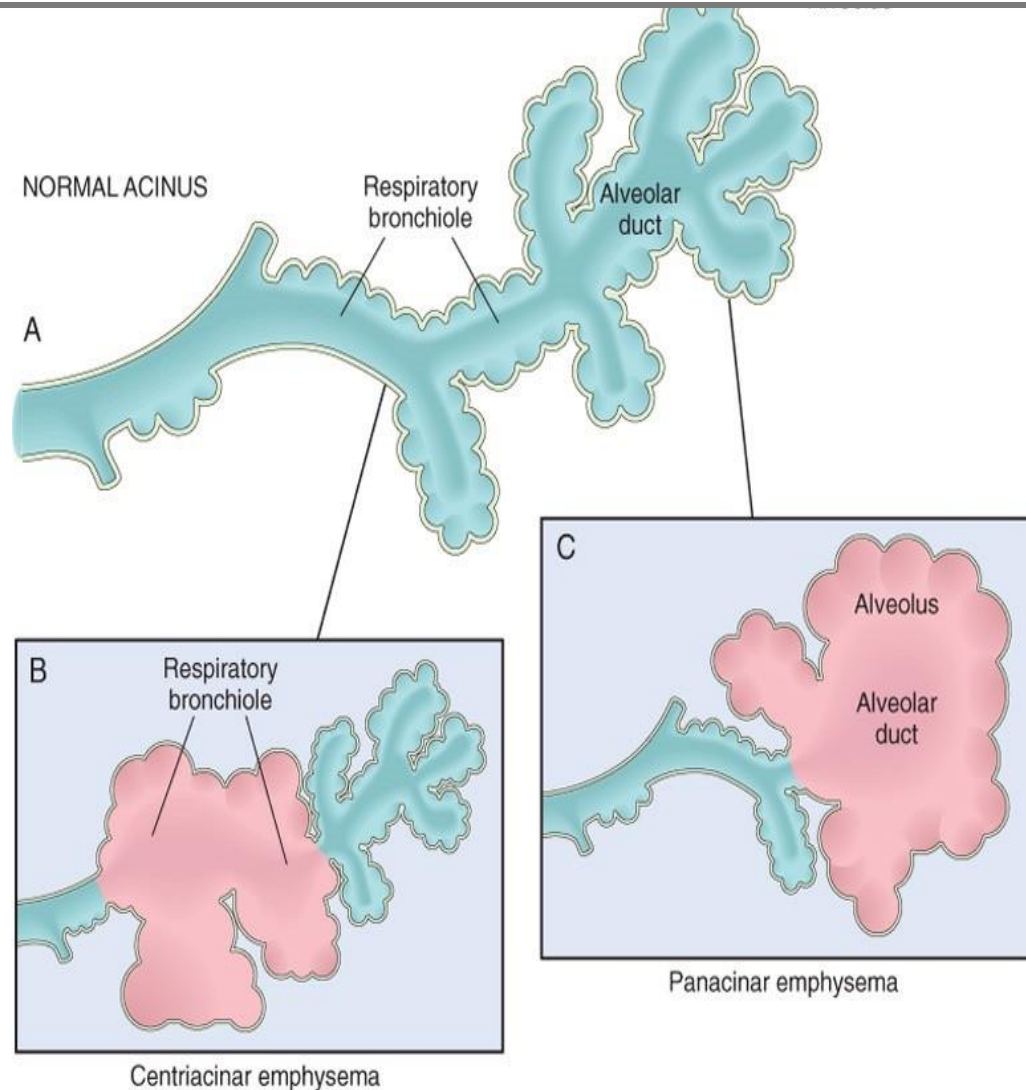 NORMAL ACINUS
Respiratory
bronchiole
Alveolar
duct
A
B
Respiratory
bronchiole
Centriacinar emphysema
C
Alveolus
Alveolar
duct
Panacinar emphysema